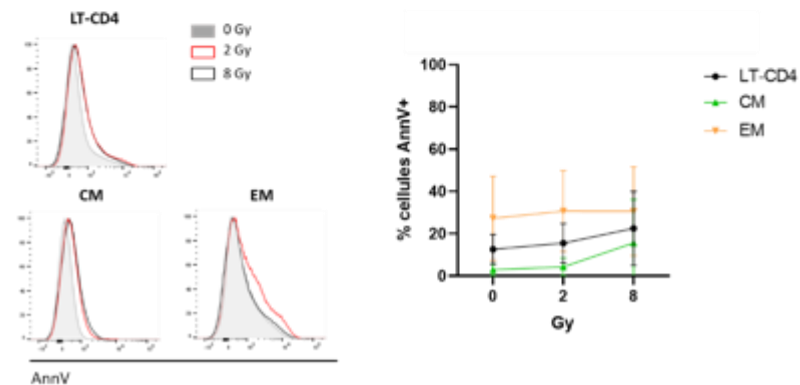 LT-CD4
0 Gy
2 Gy
8 Gy
CM
EM
AnnV
% cellules AnnV+
100
80
60
40
20
0
0
2
8
Gy
LT-CD4
CM
EM